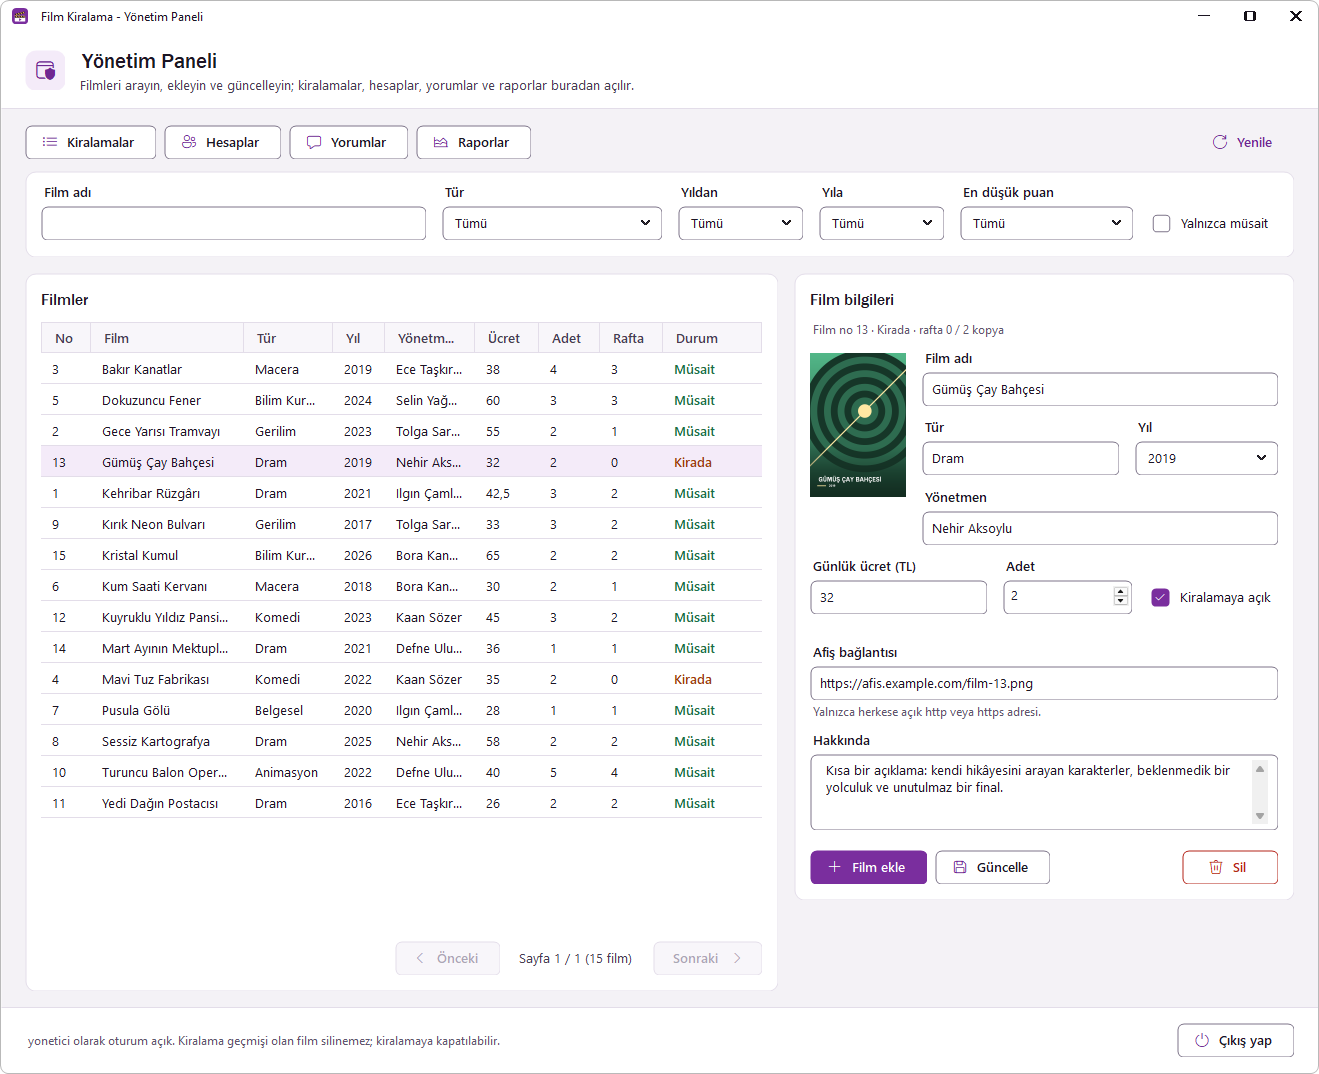 Film Kiralama - Yönetim Paneli
Yönetim Paneli
Filmleri arayın, ekleyin ve güncelleyin; kiralamalar, hesaplar, yorumlar ve raporlar buradan açılır.
Kiralamalar Hesaplar Yorumlar Raporlar Yenile
Film adı Tür Yıldan Yıla En düşük puan
Tümü Tümü Tümü Tümü Yalnızca müsait
Filmler
No Film Tür Yıl Yönetm... Ücret Adet Rafta Durum
3 Bakır Kanatlar Macera 2019 Ece Taşkır... 38 4 3 Müsait
5 Dokuzuncu Fener Bilim Kur... 2024 Selin Yağ... 60 3 3 Müsait
2 Gece Yarısı Tramvayı Gerilim 2023 Tolga Sar... 55 2 1 Müsait
13 Gümüş Çay Bahçesi Dram 2019 Nehir Aks... 32 2 0 Kirada
1 Kehribar Rüzgârı Dram 2021 Ilgın Çaml... 42,5 3 2 Müsait
9 Kırık Neon Bulvarı Gerilim 2017 Tolga Sar... 33 3 2 Müsait
15 Kristal Kumul Bilim Kur... 2026 Bora Kan... 65 2 2 Müsait
6 Kum Saati Kervanı Macera 2018 Bora Kan... 30 2 1 Müsait
12 Kuyruklu Yıldız Pansi... Komedi 2023 Kaan Sözer 45 3 2 Müsait
14 Mart Ayının Mektupl... Dram 2021 Defne Ulu... 36 1 1 Müsait
4 Mavi Tuz Fabrikası Komedi 2022 Kaan Sözer 35 2 0 Kirada
7 Pusula Gölü Belgesel 2020 Ilgın Çaml... 28 1 1 Müsait
8 Sessiz Kartografya Dram 2025 Nehir Aks... 58 2 2 Müsait
10 Turuncu Balon Oper... Animasyon 2022 Defne Ulu... 40 5 4 Müsait
11 Yedi Dağın Postacısı Dram 2016 Ece Taşkır... 26 2 2 Müsait
Önceki Sayfa 1 / 1 (15 film) Sonraki
Film bilgileri
Film no 13 · Kirada · rafta 0 / 2 kopya
GÜMÜŞ ÇAY BAHÇESİ
2019
Film adı
Gümüş Çay Bahçesi
Tür Yıl
Dram 2019
Yönetmen
Nehir Aksoylu
Günlük ücret (TL) Adet
32 2 Kiralamaya açık
Afiş bağlantısı
https://afis.example.com/film-13.png
Yalnızca herkese açık http veya https adresi.
Hakkında
Kısa bir açıklama: kendi hikâyesini arayan karakterler, beklenmedik bir
yolculuk ve unutulmaz bir final.
Film ekle Güncelle Sil
yonetici olarak oturum açık. Kiralama geçmişi olan film silinemez; kiralamaya kapatılabilir.
Çıkış yap